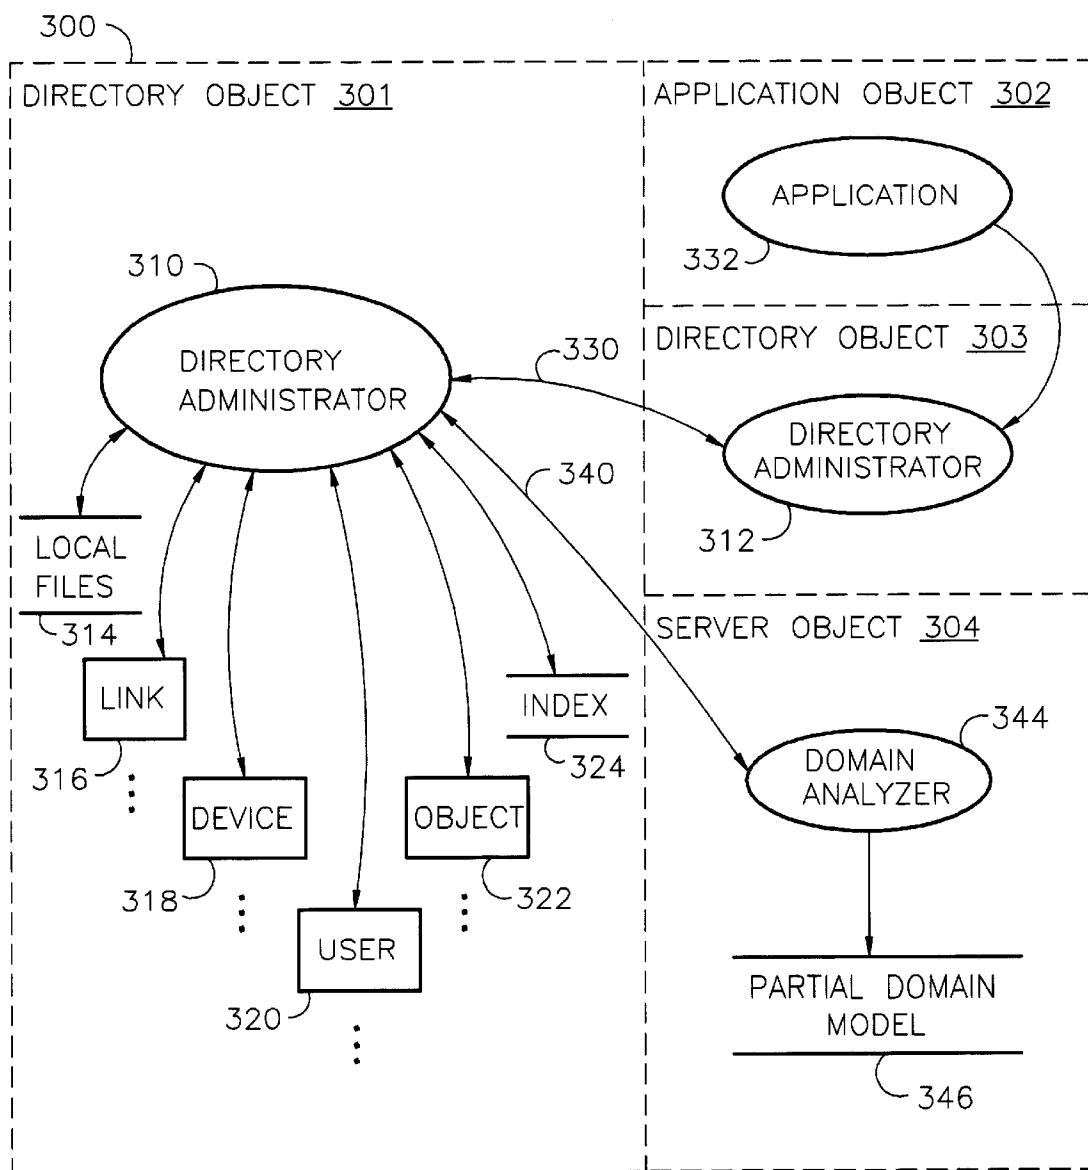 300
DIRECTORY OBJECT 301
APPLICATION OBJECT 302
APPLICATION
332
310
DIRECTORY
ADMINISTRATOR
330
DIRECTORY OBJECT 303
DIRECTORY
ADMINISTRATOR
312
340
LOCAL
FILES
314
SERVER OBJECT 304
LINK
316
INDEX
324
344
DOMAIN
ANALYZER
DEVICE
318
OBJECT
322
USER
320
PARTIAL DOMAIN
MODEL
346